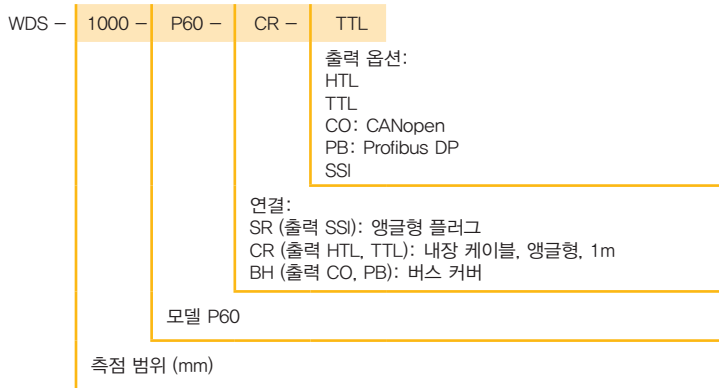 WDS – 1000 – P60 – CR – TTL
출력 옵션:
HTL
TTL
CO: CANopen
PB: Profibus DP
SSI
연결:
SR (출력 SSI): 앵글형 플러그
CR (출력 HTL, TTL): 내장 케이블, 앵글형, 1m
BH (출력 CO, PB): 버스 커버
모델 P60
측점 범위 (mm)